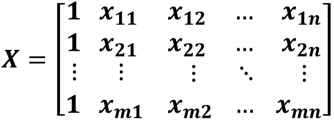 X = [ 1 x₁₁ x₁₂ … x₁ₙ
1 x₂₁ x₂₂ … x₂ₙ
⋮ ⋮ ⋮ ⋱ ⋮
1 xₘ₁ xₘ₂ … xₘₙ ]